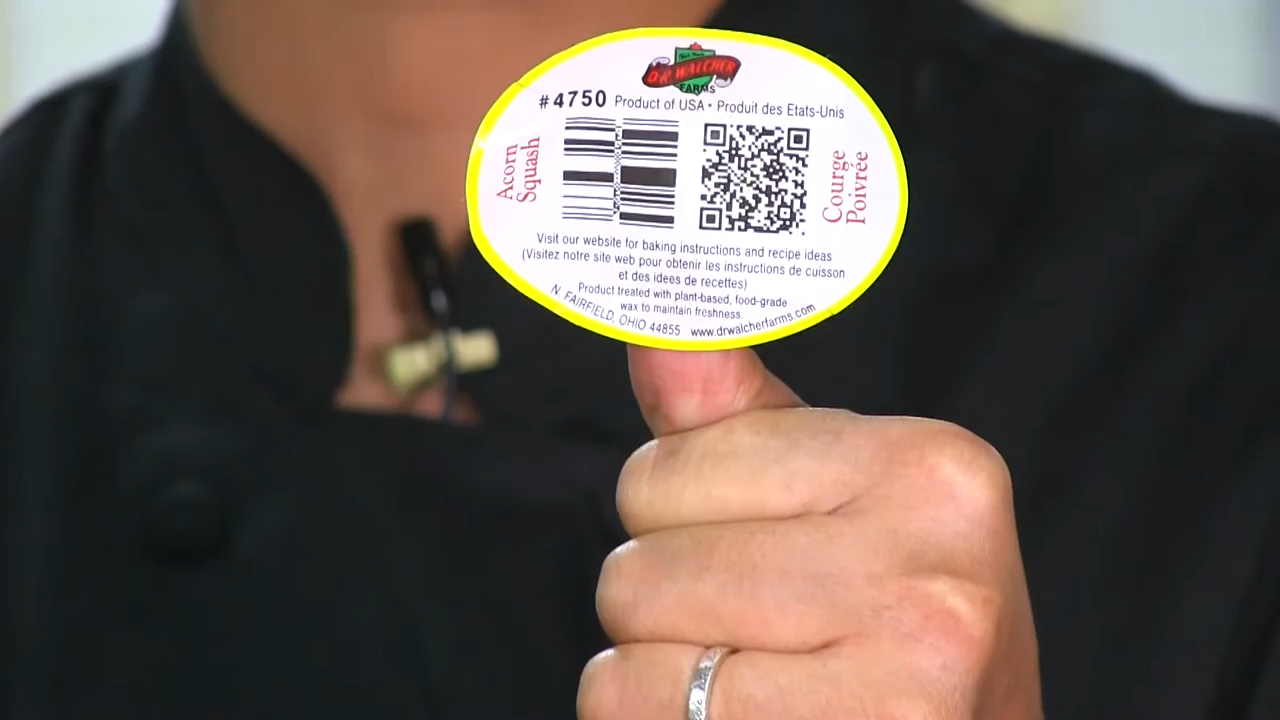 D.R. WALCHER
FARMS
#4750 Product of USA • Produit des Etats-Unis
Acorn
Squash
Courge
Poivrée
Visit our website for baking instructions and recipe ideas
(Visitez notre site web pour obtenir les instructions de cuisson
et des idees de recettes)
Product treated with plant-based, food-grade
wax to maintain freshness.
N. FAIRFIELD, OHIO 44855 www.drwalcherfarms.com